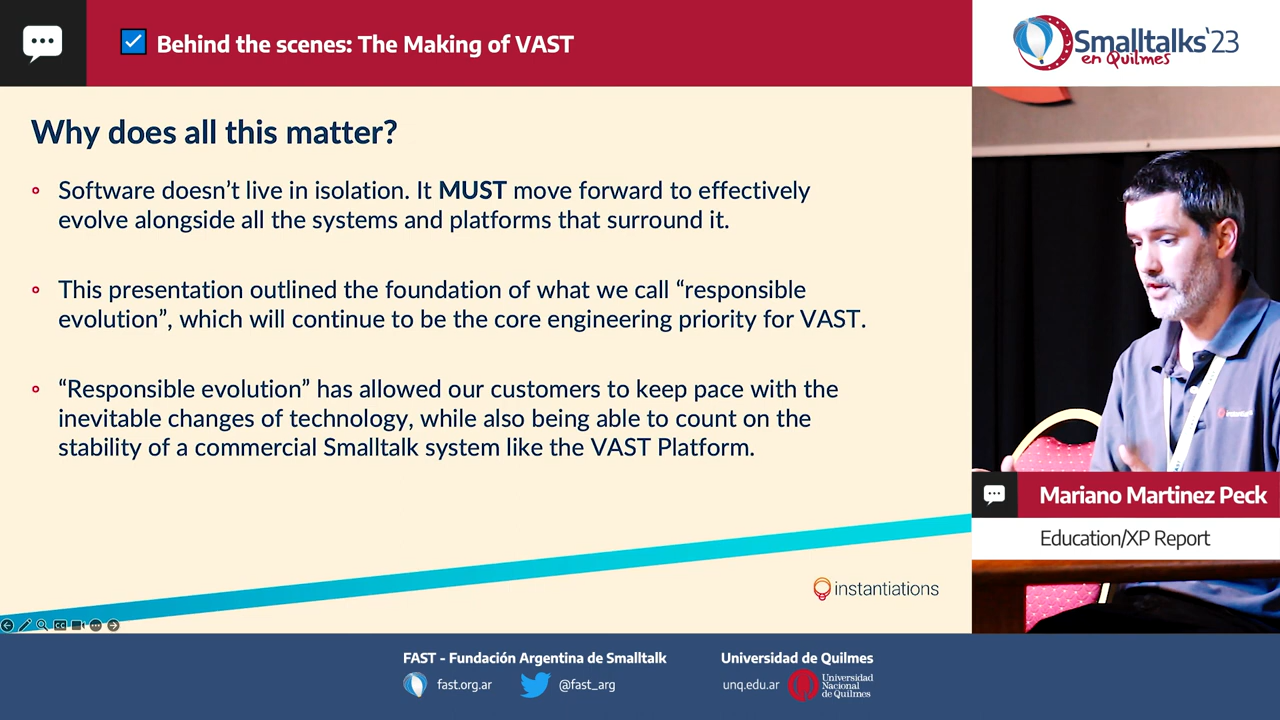 Behind the scenes: The Making of VAST
Smalltalks'23
en Quilmes
Why does all this matter?
Software doesn’t live in isolation. It MUST move forward to effectively
evolve alongside all the systems and platforms that surround it.
This presentation outlined the foundation of what we call “responsible
evolution”, which will continue to be the core engineering priority for VAST.
“Responsible evolution” has allowed our customers to keep pace with the
inevitable changes of technology, while also being able to count on the
stability of a commercial Smalltalk system like the VAST Platform.
instantiations
instantiations
Mariano Martinez Peck
Education/XP Report
CC
FAST - Fundación Argentina de Smalltalk
fast.org.ar
@fast_arg
Universidad de Quilmes
unq.edu.ar
Universidad
Nacional
de Quilmes